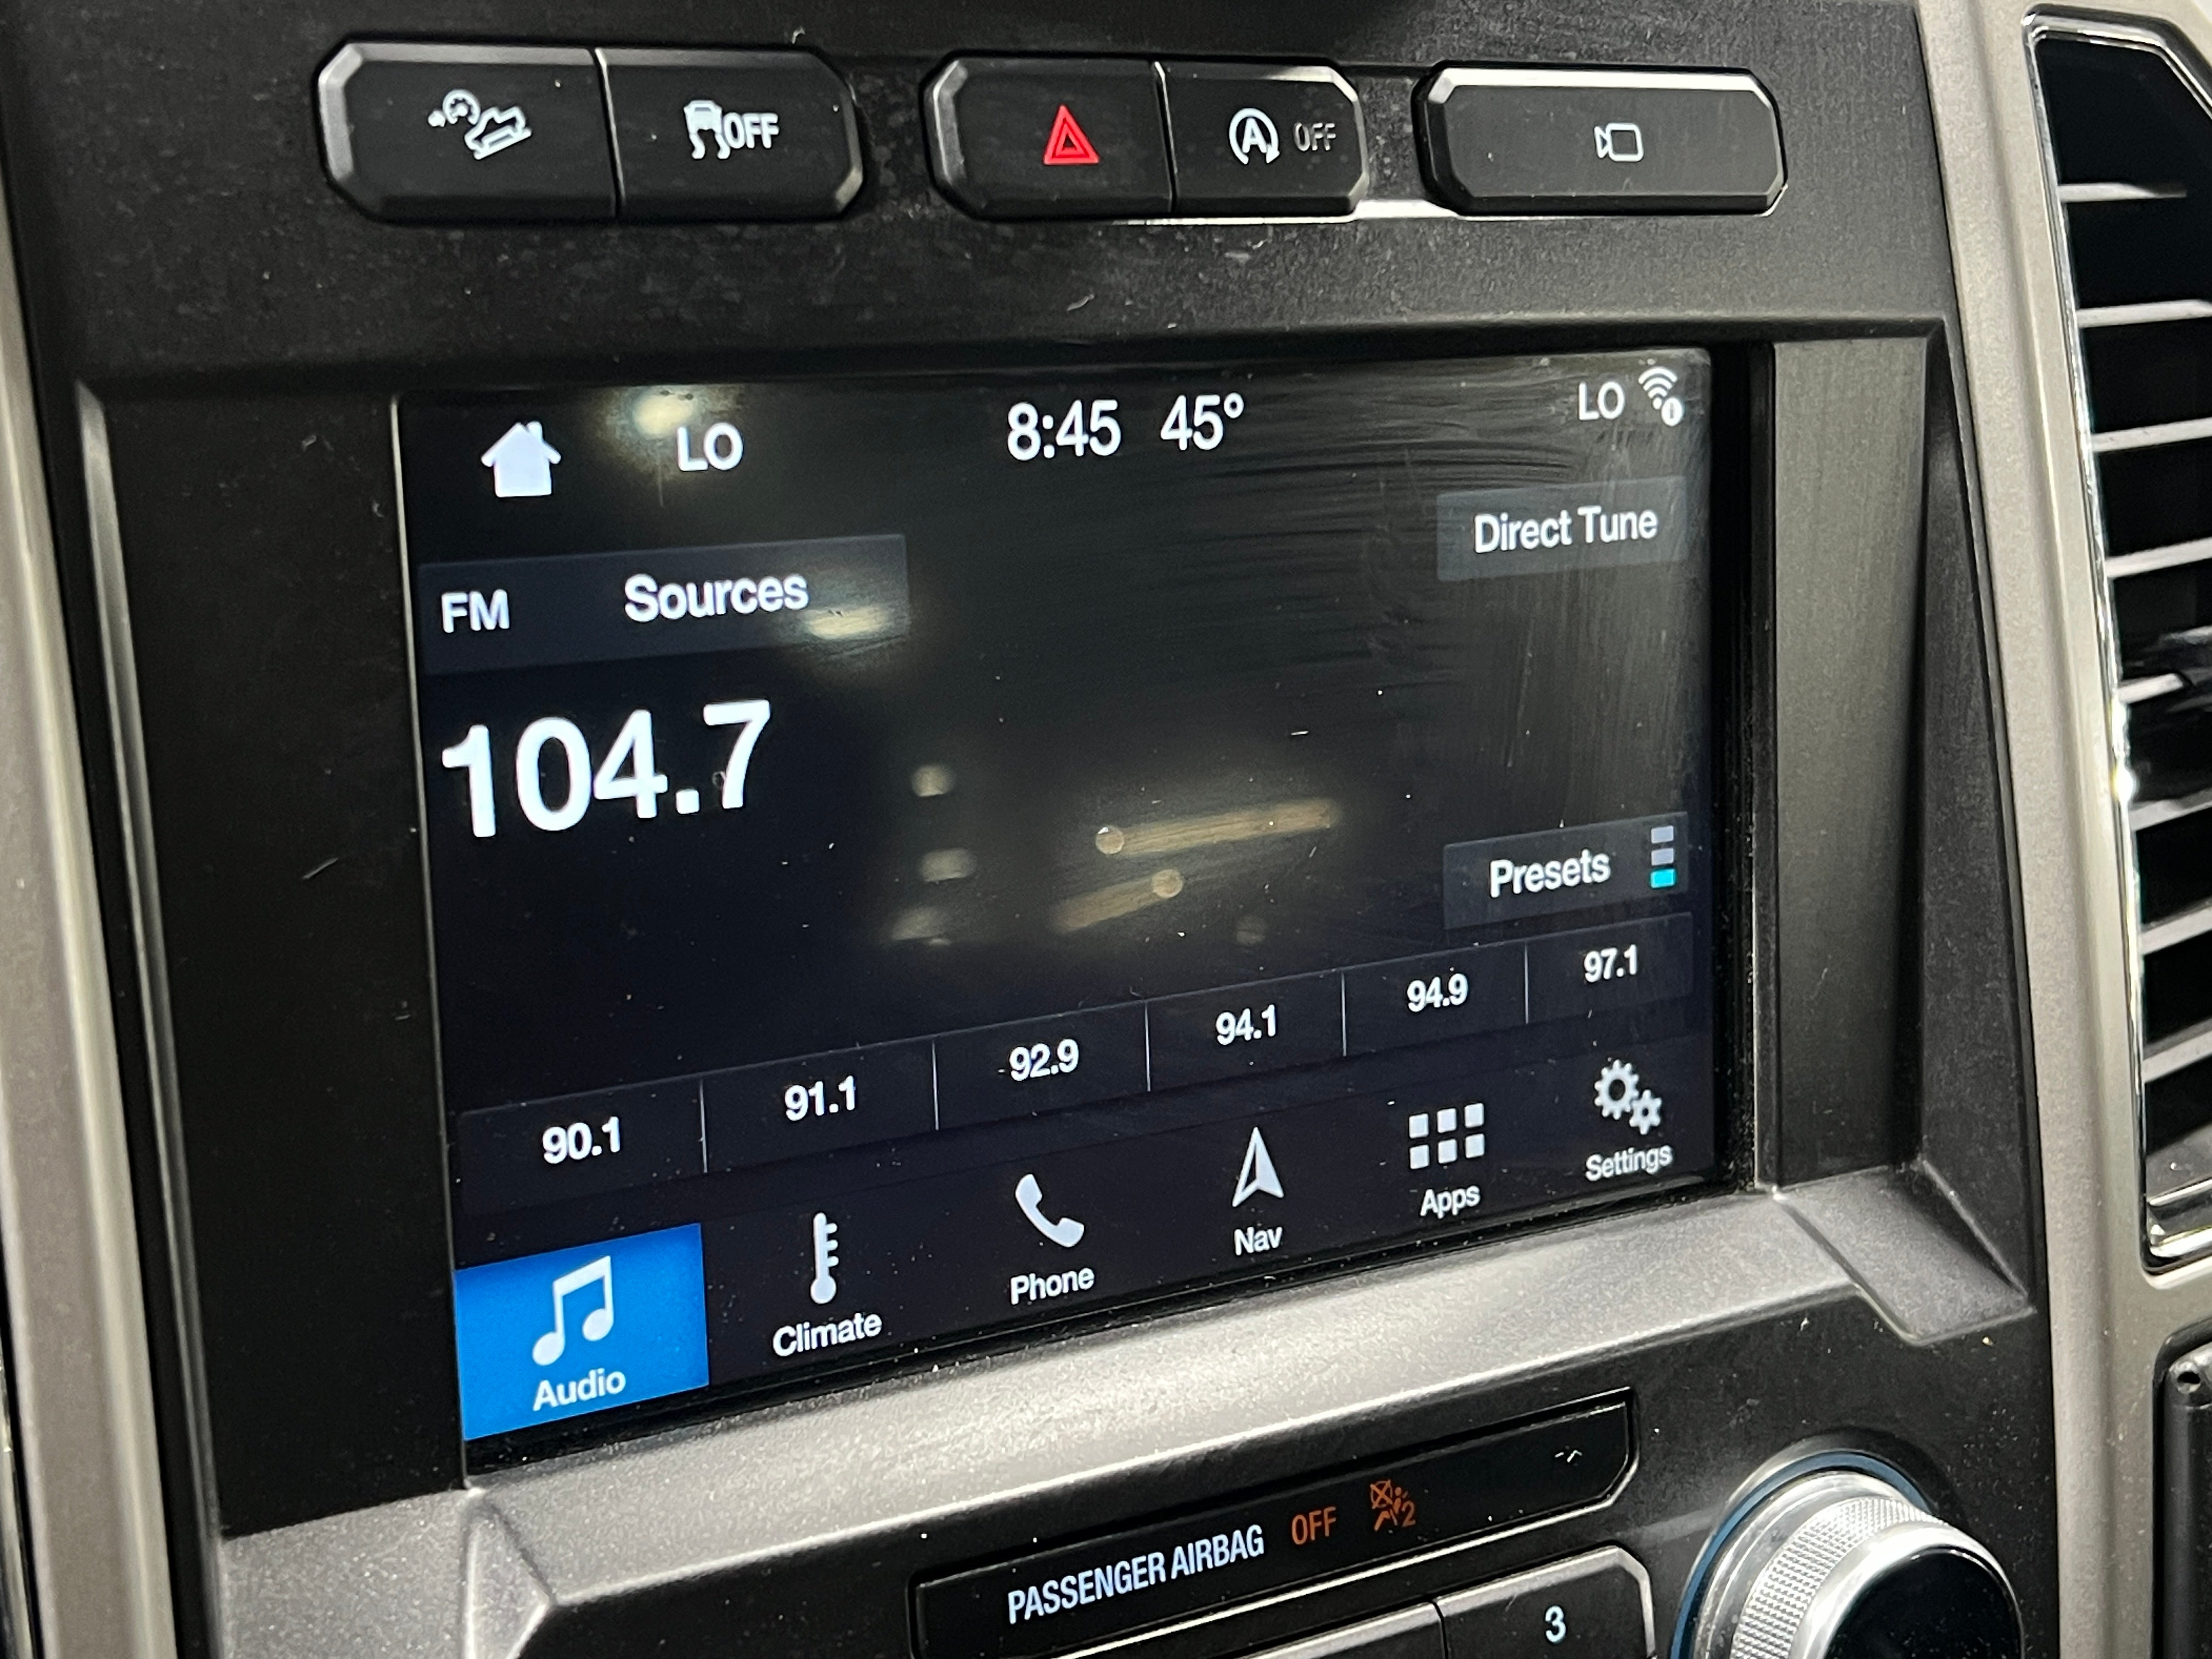 OFF
A OFF
LO 8:45 45° LO
Direct Tune
FM Sources
104.7
Presets
90.1 91.1 92.9 94.1 94.9 97.1
Audio Climate Phone Nav Apps Settings
PASSENGER AIRBAG OFF 2
3